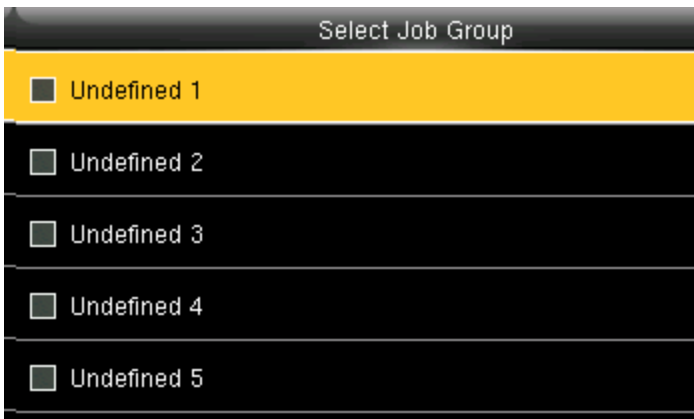 Select Job Group
Undefined 1
Undefined 2
Undefined 3
Undefined 4
Undefined 5